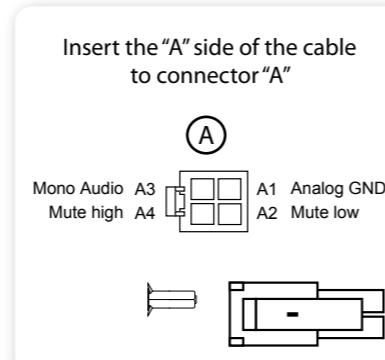 Insert the “A” side of the cable
to connector “A”
A
Mono Audio A3 A1 Analog GND
Mute high A4 A2 Mute low